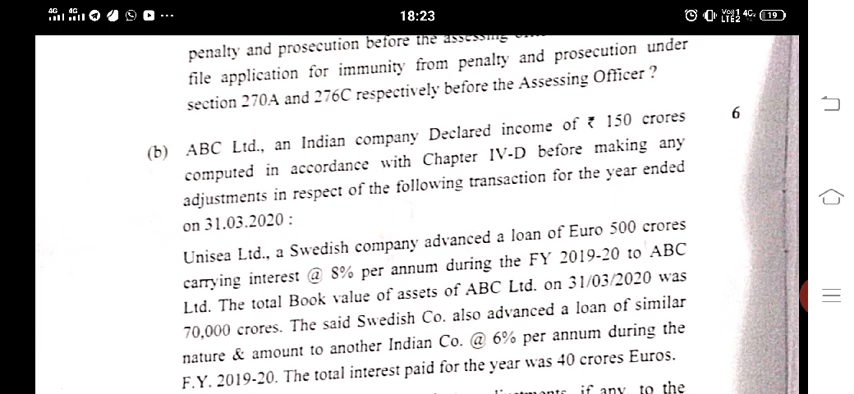 18:23
4G 4G
19
penalty and prosecution before the assessing
file application for immunity from penalty and prosecution under
section 270A and 276C respectively before the Assessing Officer ?
6
(b) ABC Ltd., an Indian company Declared income of ₹ 150 crores
computed in accordance with Chapter IV-D before making any
adjustments in respect of the following transaction for the year ended
on 31.03.2020 :
Unisea Ltd., a Swedish company advanced a loan of Euro 500 crores
carrying interest @ 8% per annum during the FY 2019-20 to ABC
Ltd. The total Book value of assets of ABC Ltd. on 31/03/2020 was
70,000 crores. The said Swedish Co. also advanced a loan of similar
nature & amount to another Indian Co. @ 6% per annum during the
F.Y. 2019-20. The total interest paid for the year was 40 crores Euros.
if any to the